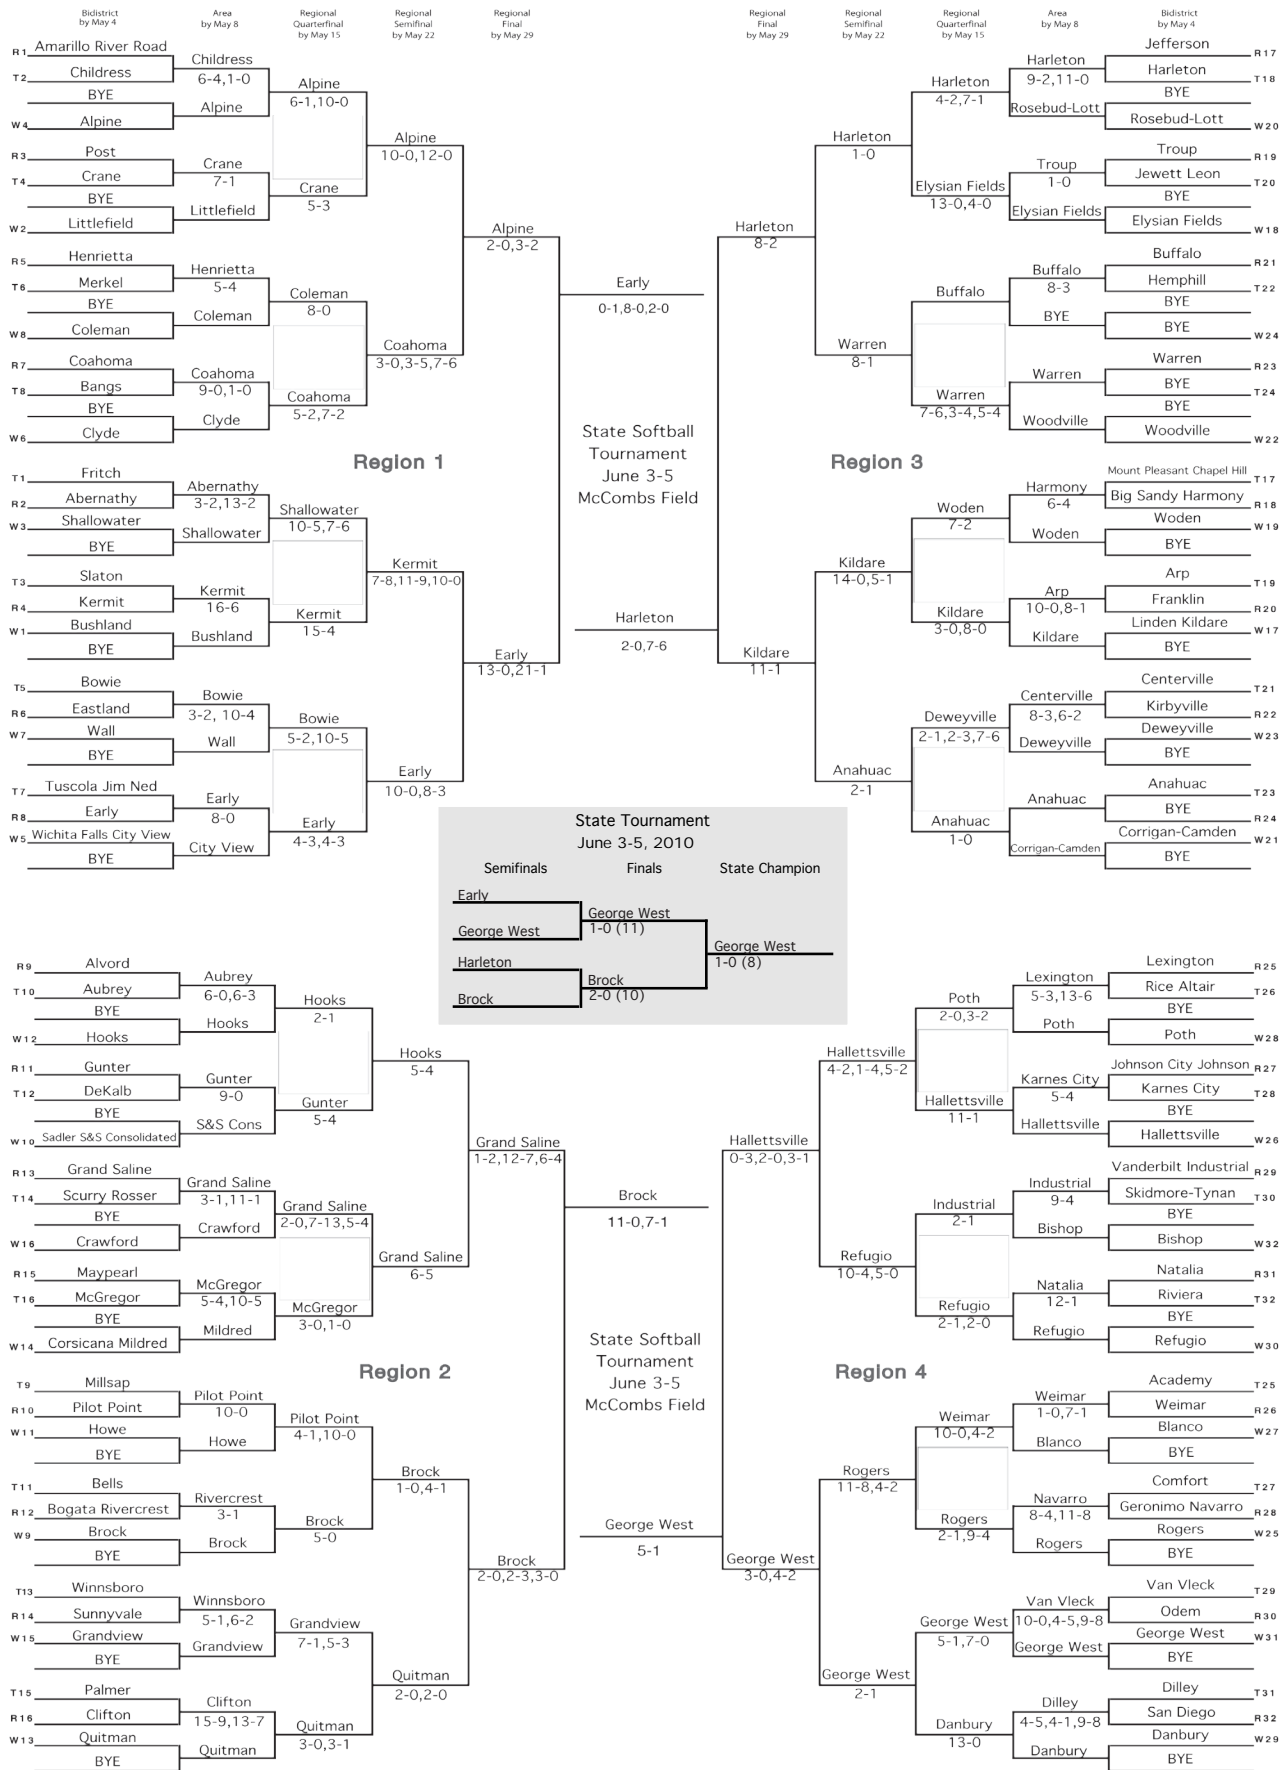 Bidistrict
by May 4
Area
by May 8
Regional
Quarterfinal
by May 15
Regional
Semifinal
by May 22
Regional
Final
by May 29
Regional
Final
by May 29
Regional
Semifinal
by May 22
Regional
Quarterfinal
by May 15
Area
by May 8
Bidistrict
by May 4
R1 Amarillo River Road
T2 Childress
BYE
W4 Alpine
R3 Post
T4 Crane
BYE
W2 Littlefield
R5 Henrietta
T6 Merkel
BYE
W8 Coleman
R7 Coahoma
T8 Bangs
BYE
W6 Clyde
Childress
6-4,1-0
Alpine
Crane
7-1
Littlefield
Henrietta
5-4
Coleman
Coahoma
9-0,1-0
Clyde
Alpine
6-1,10-0
Crane
5-3
Coleman
8-0
Coahoma
5-2,7-2
Alpine
10-0,12-0
Coahoma
3-0,3-5,7-6
Alpine
2-0,3-2
Region 1
T1 Fritch
R2 Abernathy
W3 Shallowater
BYE
T3 Slaton
R4 Kermit
W1 Bushland
BYE
T5 Bowie
R6 Eastland
W7 Wall
BYE
T7 Tuscola Jim Ned
R8 Early
W5 Wichita Falls City View
BYE
Abernathy
3-2,13-2
Shallowater
Kermit
16-6
Bushland
Bowie
3-2, 10-4
Wall
Early
8-0
City View
Shallowater
10-5,7-6
Kermit
15-4
Bowie
5-2,10-5
Early
4-3,4-3
Kermit
7-8,11-9,10-0
Early
10-0,8-3
Early
13-0,21-1
Early
0-1,8-0,2-0
State Softball
Tournament
June 3-5
McCombs Field
Harleton
2-0,7-6
Jefferson R17
Harleton T18
BYE
Rosebud-Lott W20
Troup R19
Jewett Leon T20
BYE
Elysian Fields W18
Buffalo R21
Hemphill T22
BYE
BYE W24
Warren R23
BYE T24
BYE
Woodville W22
Harleton
9-2,11-0
Rosebud-Lott
Troup
1-0
Elysian Fields
Buffalo
8-3
BYE
Warren
Woodville
Harleton
4-2,7-1
Elysian Fields
13-0,4-0
Buffalo
Warren
7-6,3-4,5-4
Harleton
1-0
Warren
8-1
Harleton
8-2
Region 3
Mount Pleasant Chapel Hill T17
Big Sandy Harmony R18
Woden W19
BYE
Arp T19
Franklin R20
Linden Kildare W17
BYE
Centerville T21
Kirbyville R22
Deweyville W23
BYE
Anahuac T23
BYE R24
Corrigan-Camden W21
BYE
Harmony
6-4
Woden
Arp
10-0,8-1
Kildare
Centerville
8-3,6-2
Deweyville
Anahuac
Corrigan-Camden
Woden
7-2
Kildare
3-0,8-0
Deweyville
2-1,2-3,7-6
Anahuac
1-0
Kildare
14-0,5-1
Anahuac
2-1
Kildare
11-1
State Tournament
June 3-5, 2010
Semifinals Finals State Champion
Early
George West
Harleton
Brock
George West
1-0 (11)
Brock
2-0 (10)
George West
1-0 (8)
R9 Alvord
T10 Aubrey
BYE
W12 Hooks
R11 Gunter
T12 DeKalb
BYE
W10 Sadler S&S Consolidated
R13 Grand Saline
T14 Scurry Rosser
BYE
W16 Crawford
R15 Maypearl
T16 McGregor
BYE
W14 Corsicana Mildred
Aubrey
6-0,6-3
Hooks
Gunter
9-0
S&S Cons
Grand Saline
3-1,11-1
Crawford
McGregor
5-4,10-5
Mildred
Hooks
2-1
Gunter
5-4
Grand Saline
2-0,7-13,5-4
McGregor
3-0,1-0
Hooks
5-4
Grand Saline
6-5
Grand Saline
1-2,12-7,6-4
Region 2
T9 Millsap
R10 Pilot Point
W11 Howe
BYE
T11 Bells
R12 Bogata Rivercrest
W9 Brock
BYE
T13 Winnsboro
R14 Sunnyvale
W15 Grandview
BYE
T15 Palmer
R16 Clifton
W13 Quitman
BYE
Pilot Point
10-0
Howe
Rivercrest
3-1
Brock
Winnsboro
5-1,6-2
Grandview
Clifton
15-9,13-7
Quitman
Pilot Point
4-1,10-0
Brock
5-0
Grandview
7-1,5-3
Quitman
3-0,3-1
Brock
1-0,4-1
Quitman
2-0,2-0
Brock
2-0,2-3,3-0
Brock
11-0,7-1
State Softball
Tournament
June 3-5
McCombs Field
George West
5-1
Lexington R25
Rice Altair T26
BYE
Poth W28
Johnson City Johnson R27
Karnes City T28
BYE
Hallettsville W26
Vanderbilt Industrial R29
Skidmore-Tynan T30
BYE
Bishop W32
Natalia R31
Riviera T32
BYE
Refugio W30
Lexington
5-3,13-6
Poth
Karnes City
5-4
Hallettsville
Industrial
9-4
Bishop
Natalia
12-1
Refugio
Poth
2-0,3-2
Hallettsville
11-1
Industrial
2-1
Refugio
2-1,2-0
Hallettsville
4-2,1-4,5-2
Refugio
10-4,5-0
Hallettsville
0-3,2-0,3-1
Region 4
Academy T25
Weimar R26
Blanco W27
BYE
Comfort T27
Geronimo Navarro R28
Rogers W25
BYE
Van Vleck T29
Odem R30
George West W31
BYE
Dilley T31
San Diego R32
Danbury W29
BYE
Weimar
1-0,7-1
Blanco
Navarro
8-4,11-8
Rogers
Van Vleck
10-0,4-5,9-8
George West
Dilley
4-5,4-1,9-8
Danbury
Weimar
10-0,4-2
Rogers
2-1,9-4
George West
5-1,7-0
Danbury
13-0
Rogers
11-8,4-2
George West
2-1
George West
3-0,4-2